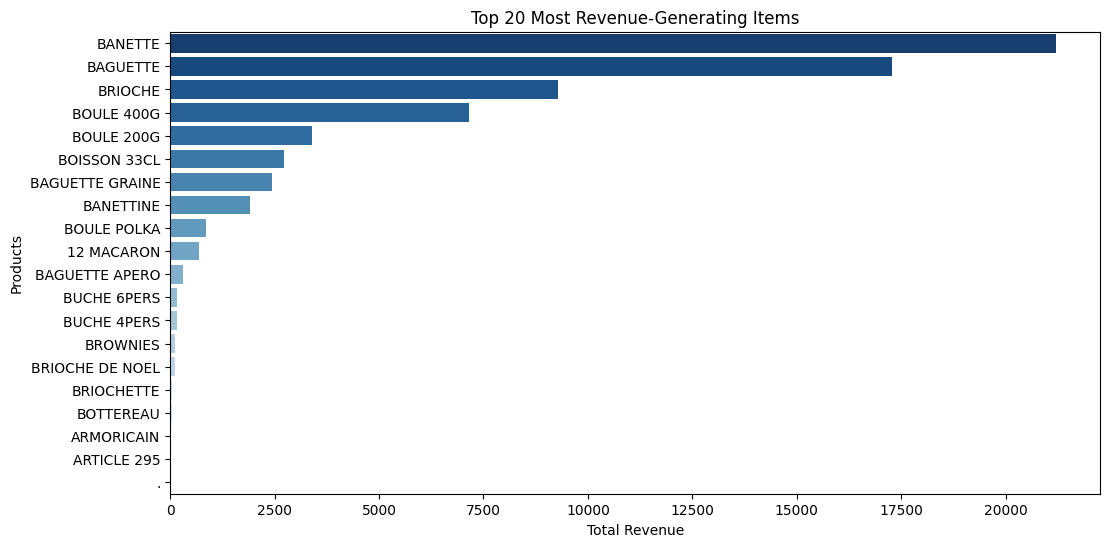 Top 20 Most Revenue-Generating Items
Products
BANETTE
BAGUETTE
BRIOCHE
BOULE 400G
BOULE 200G
BOISSON 33CL
BAGUETTE GRAINE
BANETTINE
BOULE POLKA
12 MACARON
BAGUETTE APERO
BUCHE 6PERS
BUCHE 4PERS
BROWNIES
BRIOCHE DE NOEL
BRIOCHETTE
BOTTEREAU
ARMORICAIN
ARTICLE 295
.
0 2500 5000 7500 10000 12500 15000 17500 20000
Total Revenue